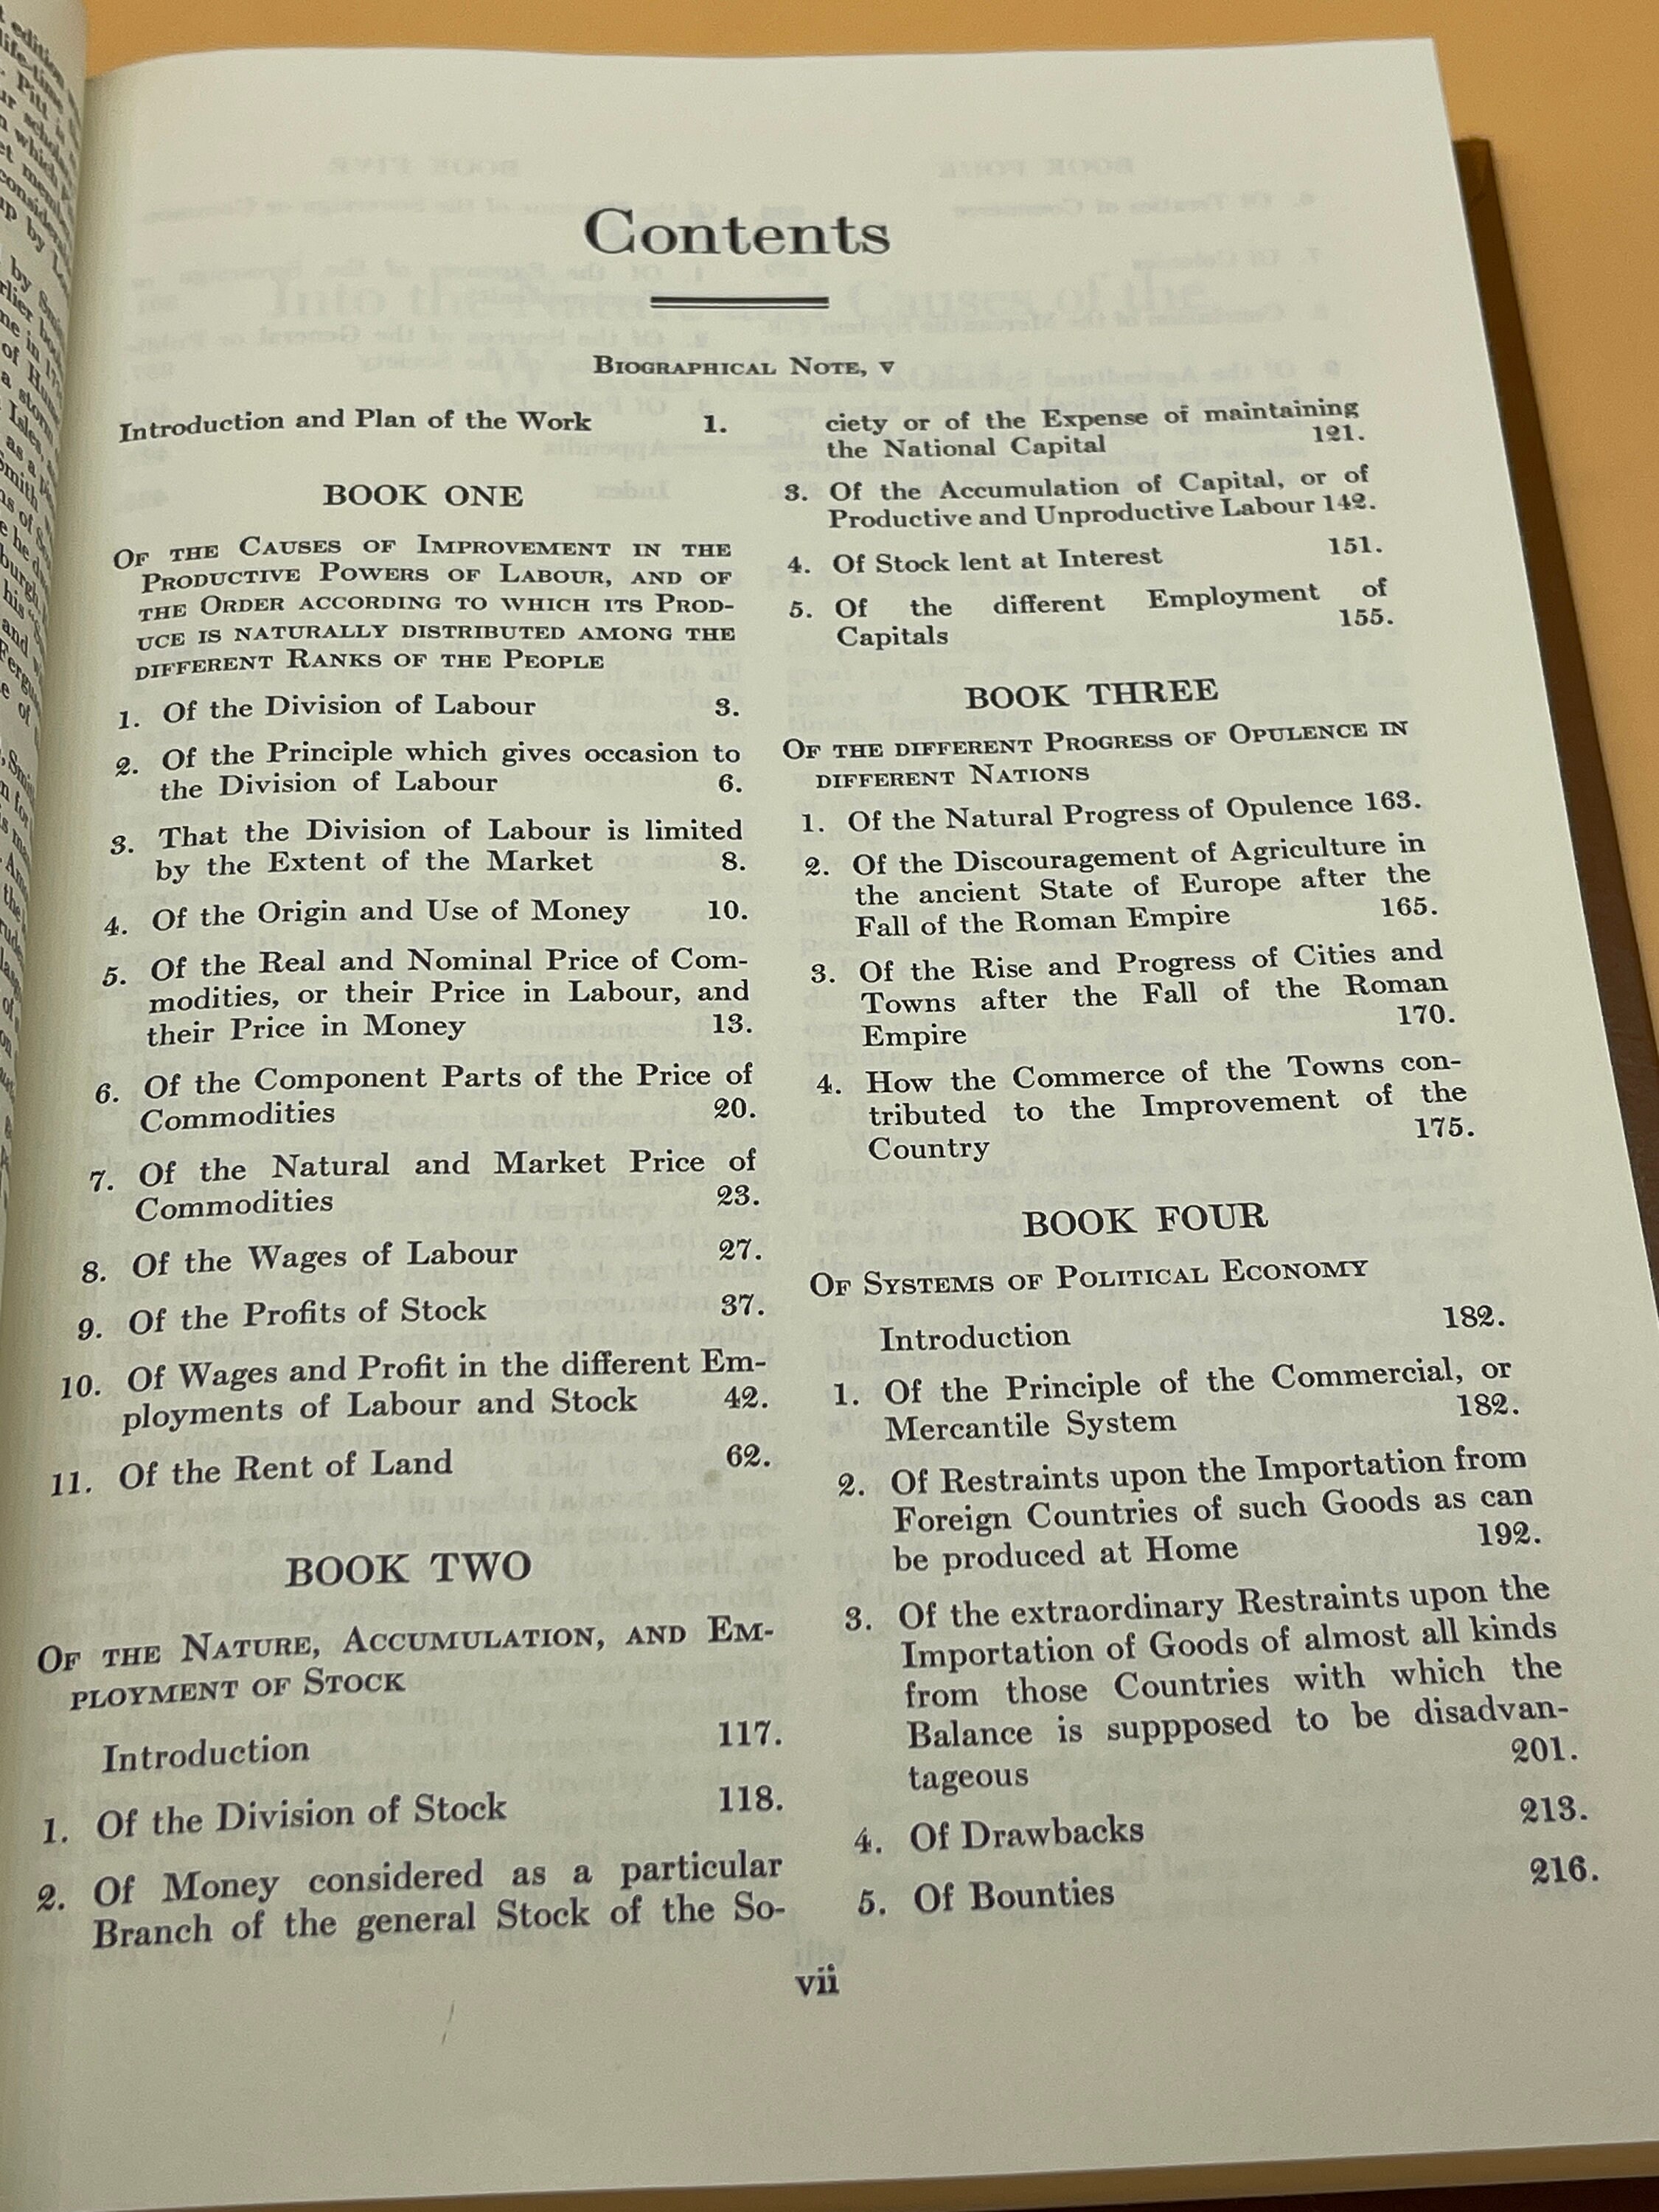 Contents
BIOGRAPHICAL NOTE, v
Introduction and Plan of the Work 1.
BOOK ONE
OF THE CAUSES OF IMPROVEMENT IN THE
PRODUCTIVE POWERS OF LABOUR, AND OF
THE ORDER ACCORDING TO WHICH ITS PROD-
UCE IS NATURALLY DISTRIBUTED AMONG THE
DIFFERENT RANKS OF THE PEOPLE
1. Of the Division of Labour 3.
2. Of the Principle which gives occasion to
the Division of Labour 6.
3. That the Division of Labour is limited
by the Extent of the Market 8.
4. Of the Origin and Use of Money 10.
5. Of the Real and Nominal Price of Com-
modities, or their Price in Labour, and
their Price in Money 13.
6. Of the Component Parts of the Price of
Commodities 20.
7. Of the Natural and Market Price of
Commodities 23.
8. Of the Wages of Labour 27.
9. Of the Profits of Stock 37.
10. Of Wages and Profit in the different Em-
ployments of Labour and Stock 42.
11. Of the Rent of Land 62.
BOOK TWO
OF THE NATURE, ACCUMULATION, AND EM-
PLOYMENT OF STOCK
Introduction 117.
1. Of the Division of Stock 118.
2. Of Money considered as a particular
Branch of the general Stock of the So-
ciety or of the Expense of maintaining
the National Capital 121.
3. Of the Accumulation of Capital, or of
Productive and Unproductive Labour 142.
4. Of Stock lent at Interest 151.
5. Of the different Employment of
Capitals 155.
BOOK THREE
OF THE DIFFERENT PROGRESS OF OPULENCE IN
DIFFERENT NATIONS
1. Of the Natural Progress of Opulence 163.
2. Of the Discouragement of Agriculture in
the ancient State of Europe after the
Fall of the Roman Empire 165.
3. Of the Rise and Progress of Cities and
Towns after the Fall of the Roman
Empire 170.
4. How the Commerce of the Towns con-
tributed to the Improvement of the
Country 175.
BOOK FOUR
OF SYSTEMS OF POLITICAL ECONOMY
Introduction 182.
1. Of the Principle of the Commercial, or
Mercantile System 182.
2. Of Restraints upon the Importation from
Foreign Countries of such Goods as can
be produced at Home 192.
3. Of the extraordinary Restraints upon the
Importation of Goods of almost all kinds
from those Countries with which the
Balance is suppposed to be disadvan-
tageous 201.
4. Of Drawbacks 213.
5. Of Bounties 216.
vii